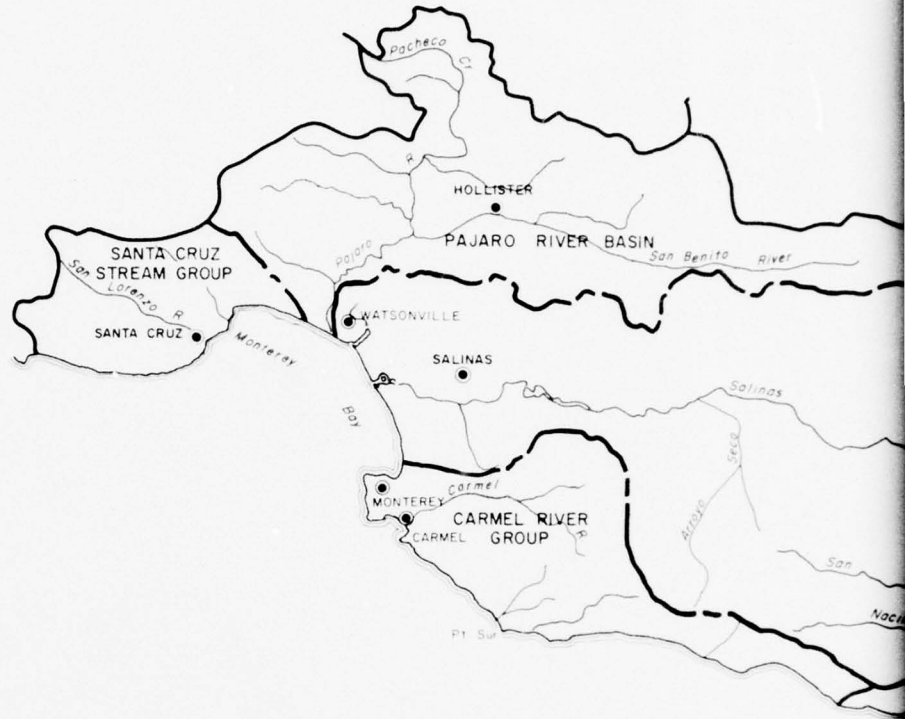 Pacheco
Cr
R
HOLLISTER
Pajaro
PAJARO RIVER BASIN
San Benito River
SANTA CRUZ
STREAM GROUP
San Lorenzo R
SANTA CRUZ
WATSONVILLE
Monterey Bay
SALINAS
Salinas
Arroyo Seco
Carmel R
MONTEREY
CARMEL
CARMEL RIVER
GROUP
San
Naci
Pt Sur